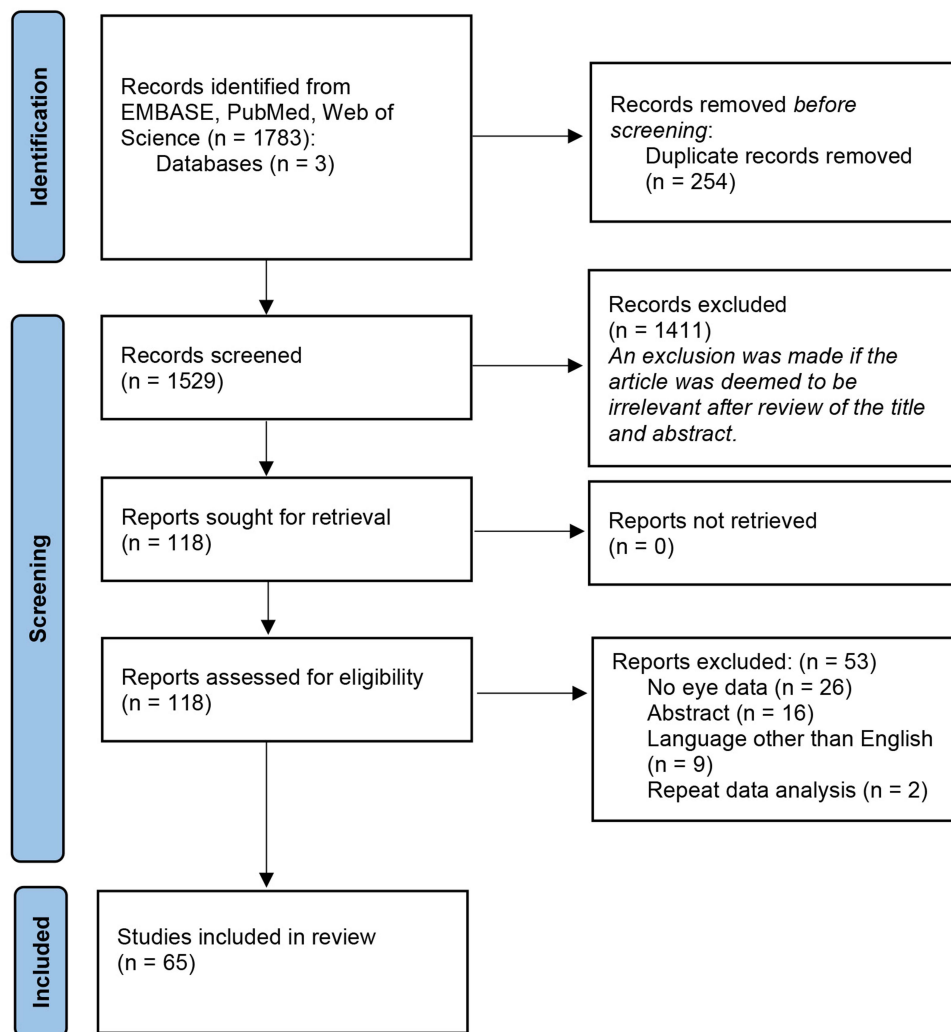 Identification
Records identified from
EMBASE, PubMed, Web of
Science (n = 1783):
Databases (n = 3)
Records removed before
screening:
Duplicate records removed
(n = 254)
Screening
Records screened
(n = 1529)
Records excluded
(n = 1411)
An exclusion was made if the
article was deemed to be
irrelevant after review of the title
and abstract.
Reports sought for retrieval
(n = 118)
Reports not retrieved
(n = 0)
Reports assessed for eligibility
(n = 118)
Reports excluded: (n = 53)
No eye data (n = 26)
Abstract (n = 16)
Language other than English
(n = 9)
Repeat data analysis (n = 2)
Included
Studies included in review
(n = 65)